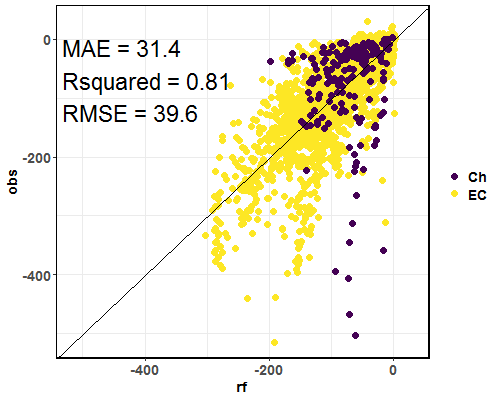 MAE = 31.4
Rsquared = 0.81
RMSE = 39.6
0
-200
-400
obs
-400 -200 0
rf
Ch
EC